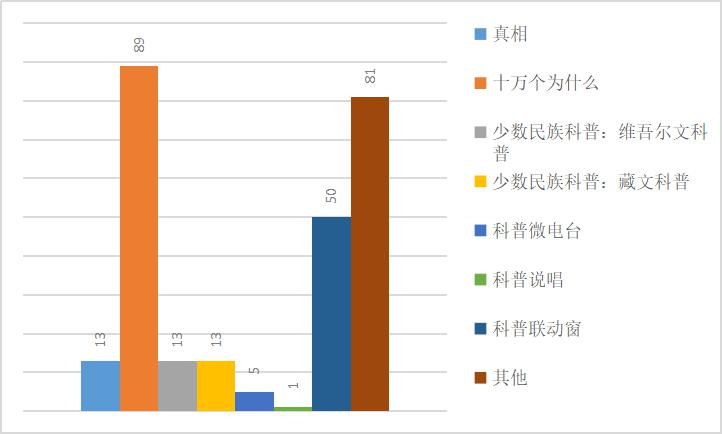 13
89
13
13
5
1
50
81
真相
十万个为什么
少数民族科普：维吾尔文科
普
少数民族科普：藏文科普
科普微电台
科普说唱
科普联动窗
其他